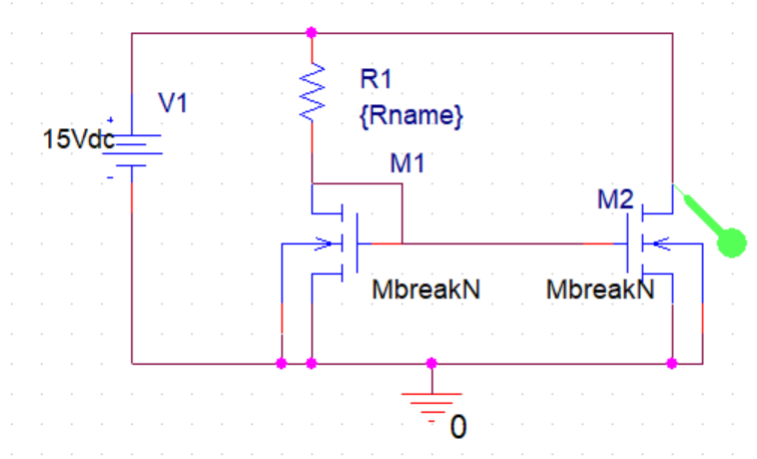 R1
V1
{Rname}
15Vdc
+
-
M1
M2
MbreakN
MbreakN
0